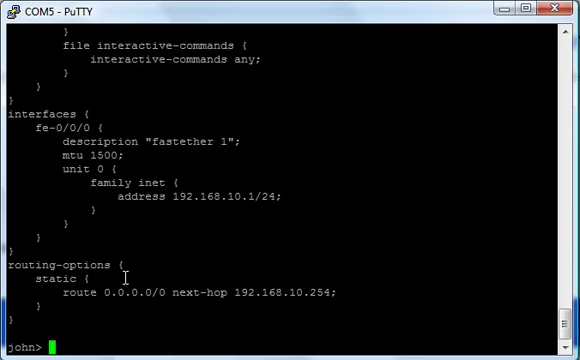 COM5 - PuTTY
}
file interactive-commands {
interactive-commands any;
}
}
}
interfaces {
fe-0/0/0 {
description "fastether 1";
mtu 1500;
unit 0 {
family inet {
address 192.168.10.1/24;
}
}
}
}
routing-options {
static {
route 0.0.0.0/0 next-hop 192.168.10.254;
}
}
john>